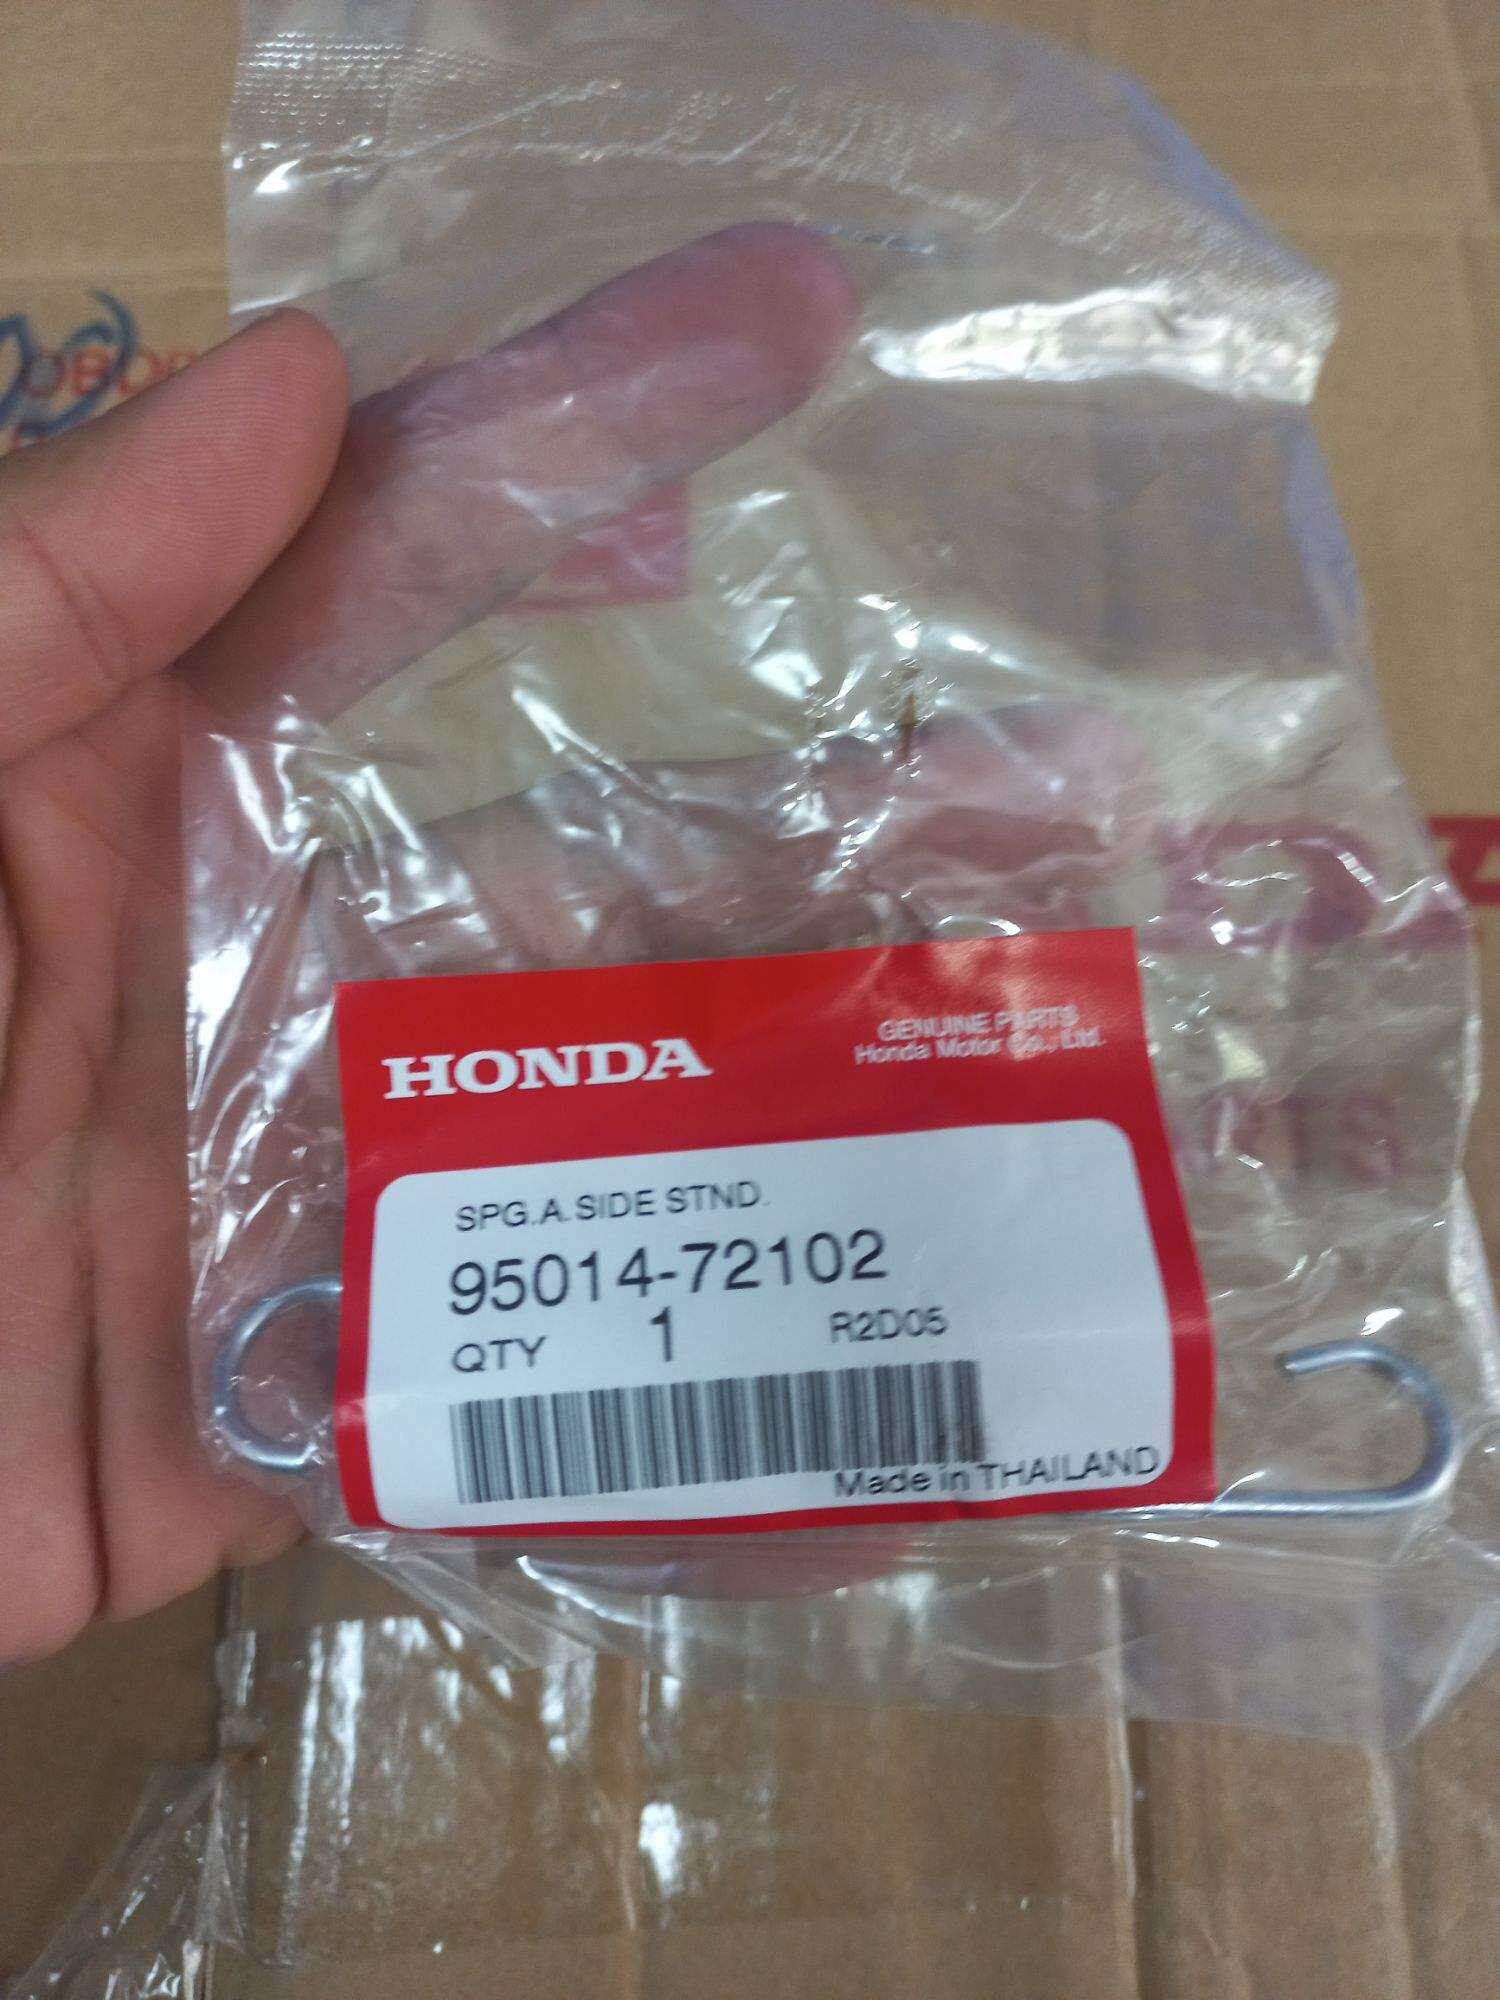 HONDA
GENUINE PARTS
Honda Motor Co., Ltd.
SPG.A.SIDE STND.
95014-72102
QTY 1 R2D05
Made in THAILAND